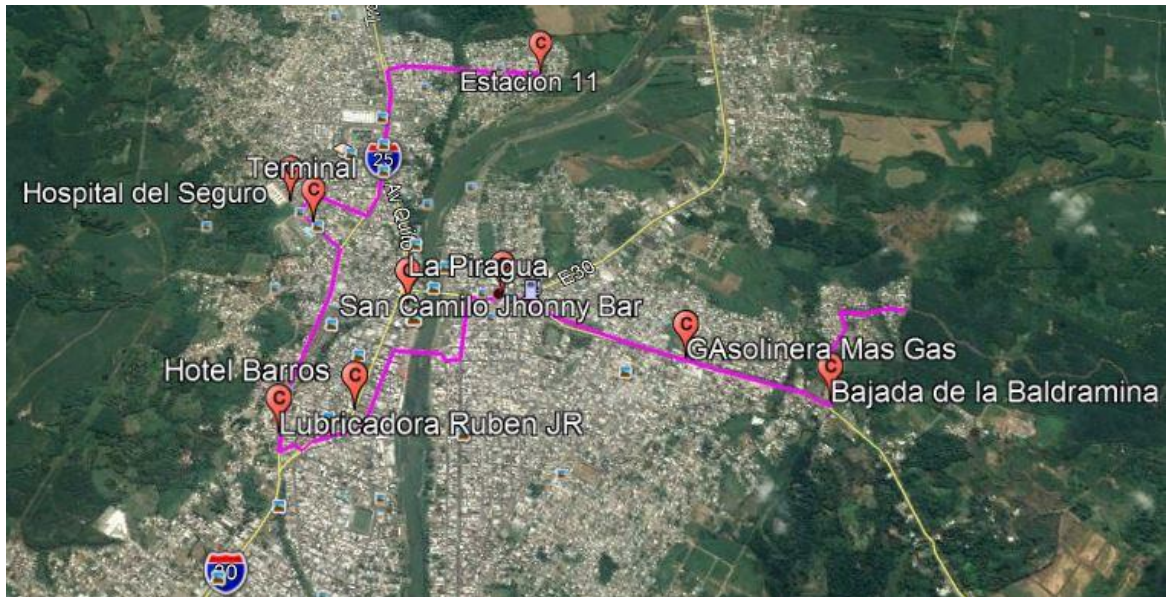 Estacion 11
Terminal
25
Hospital del Seguro
Av Quito
La Piragua
E30
San Camilo Jhonny Bar
GAsolinera Mas Gas
Hotel Barros
Bajada de la Baldramina
Lubricadora Ruben JR
C
C
C
C
C
C